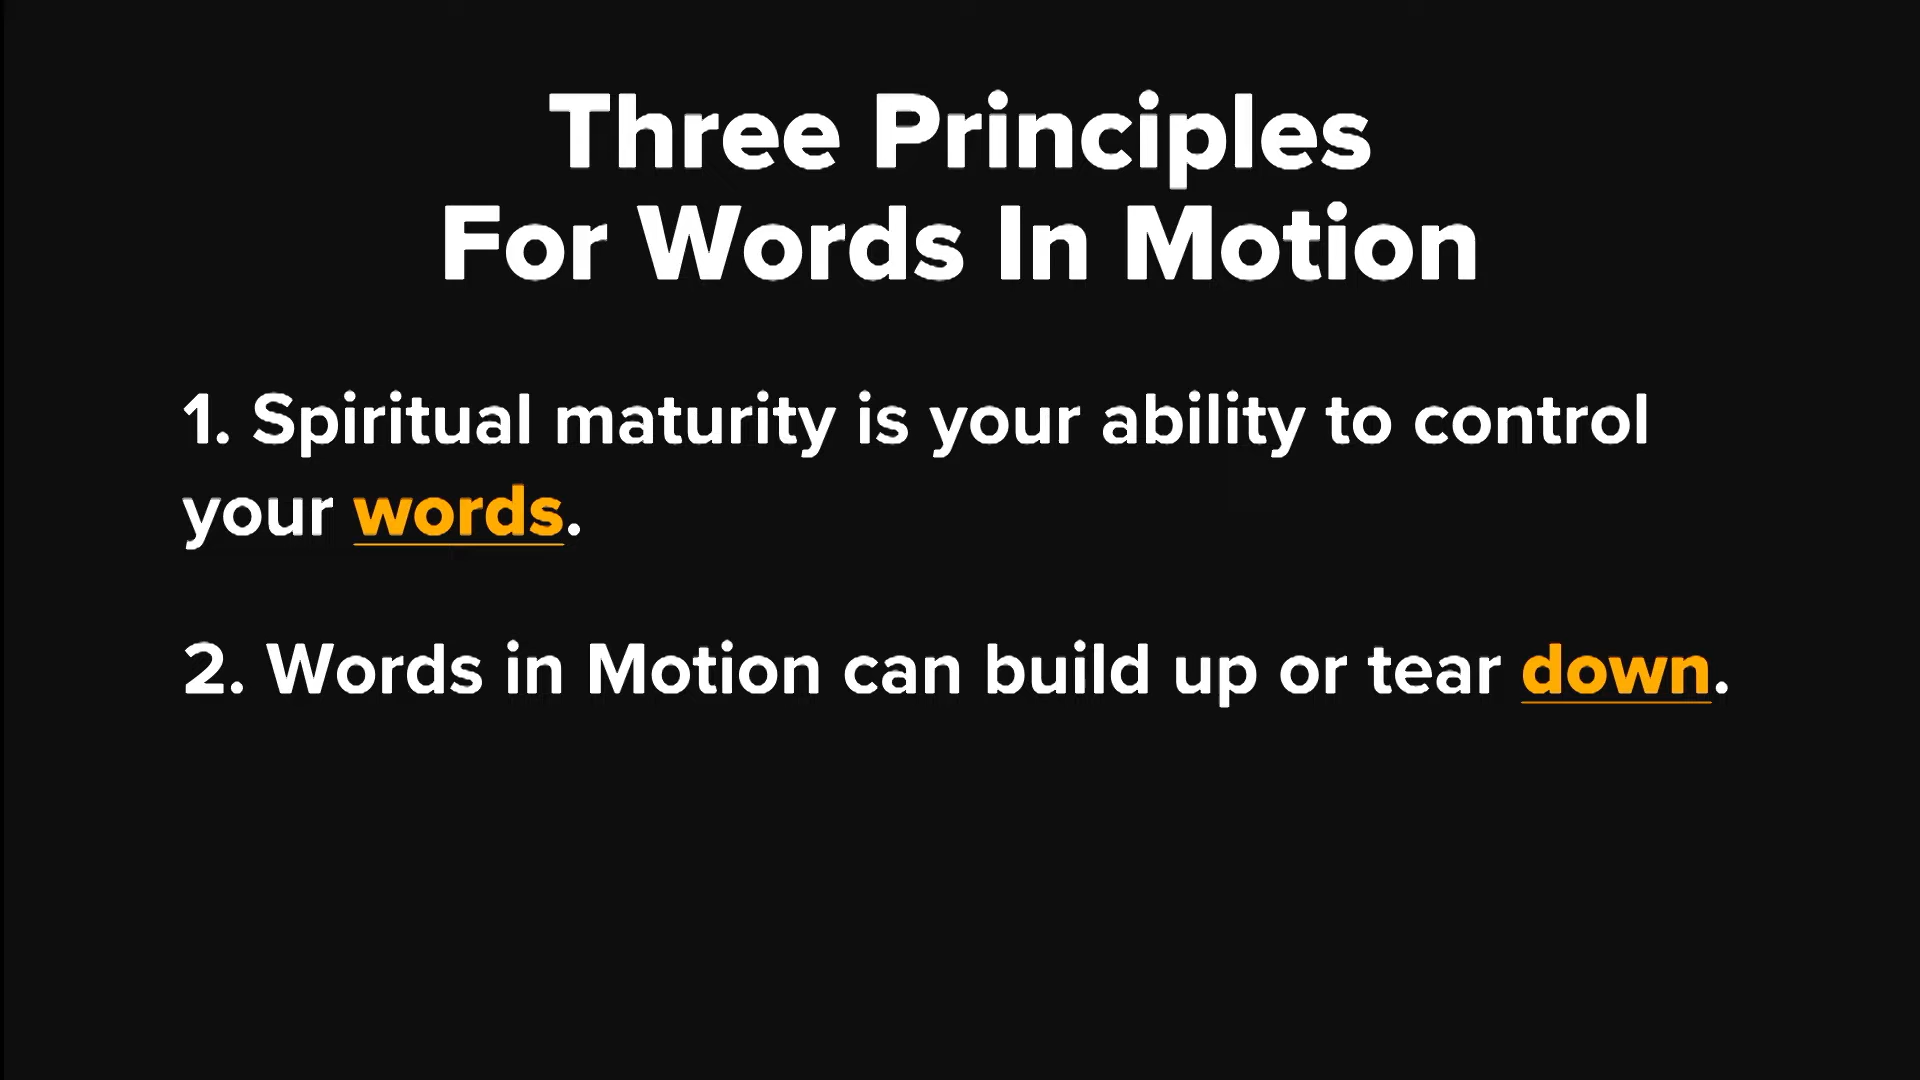 Three Principles
For Words In Motion
1. Spiritual maturity is your ability to control
your words.
2. Words in Motion can build up or tear down.